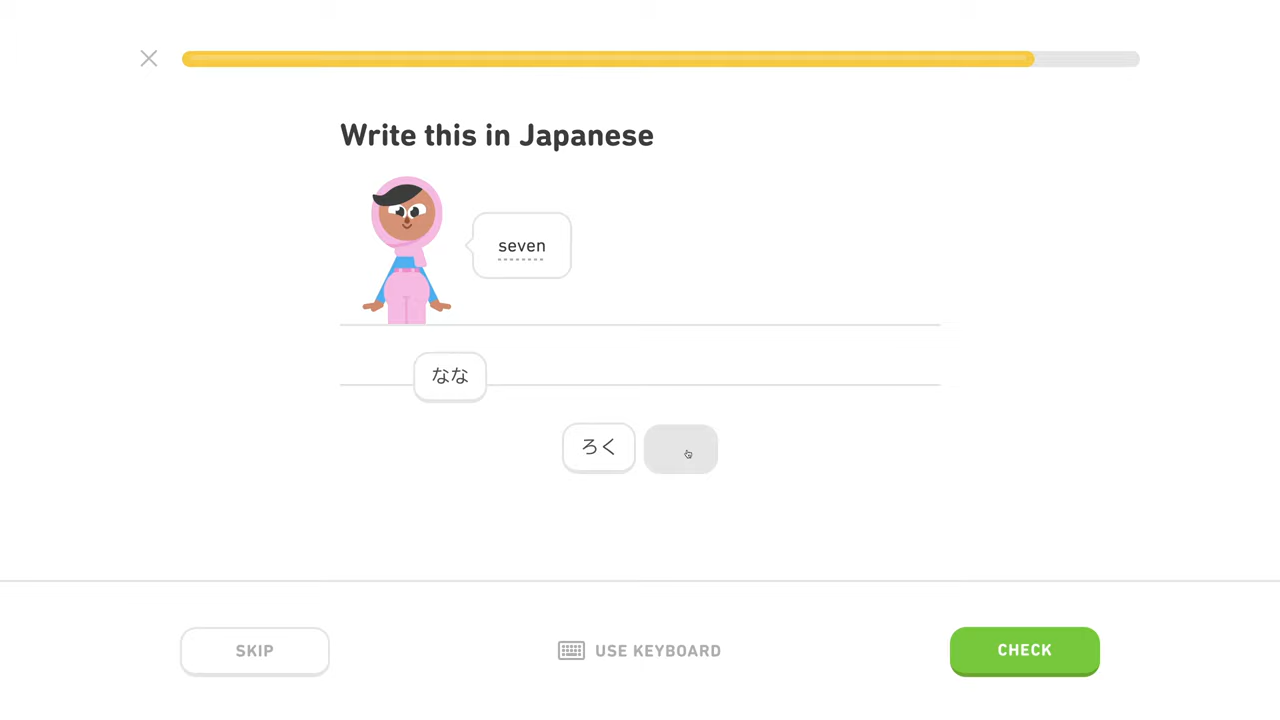 Write this in Japanese
seven
なな
ろく
SKIP
USE KEYBOARD
CHECK